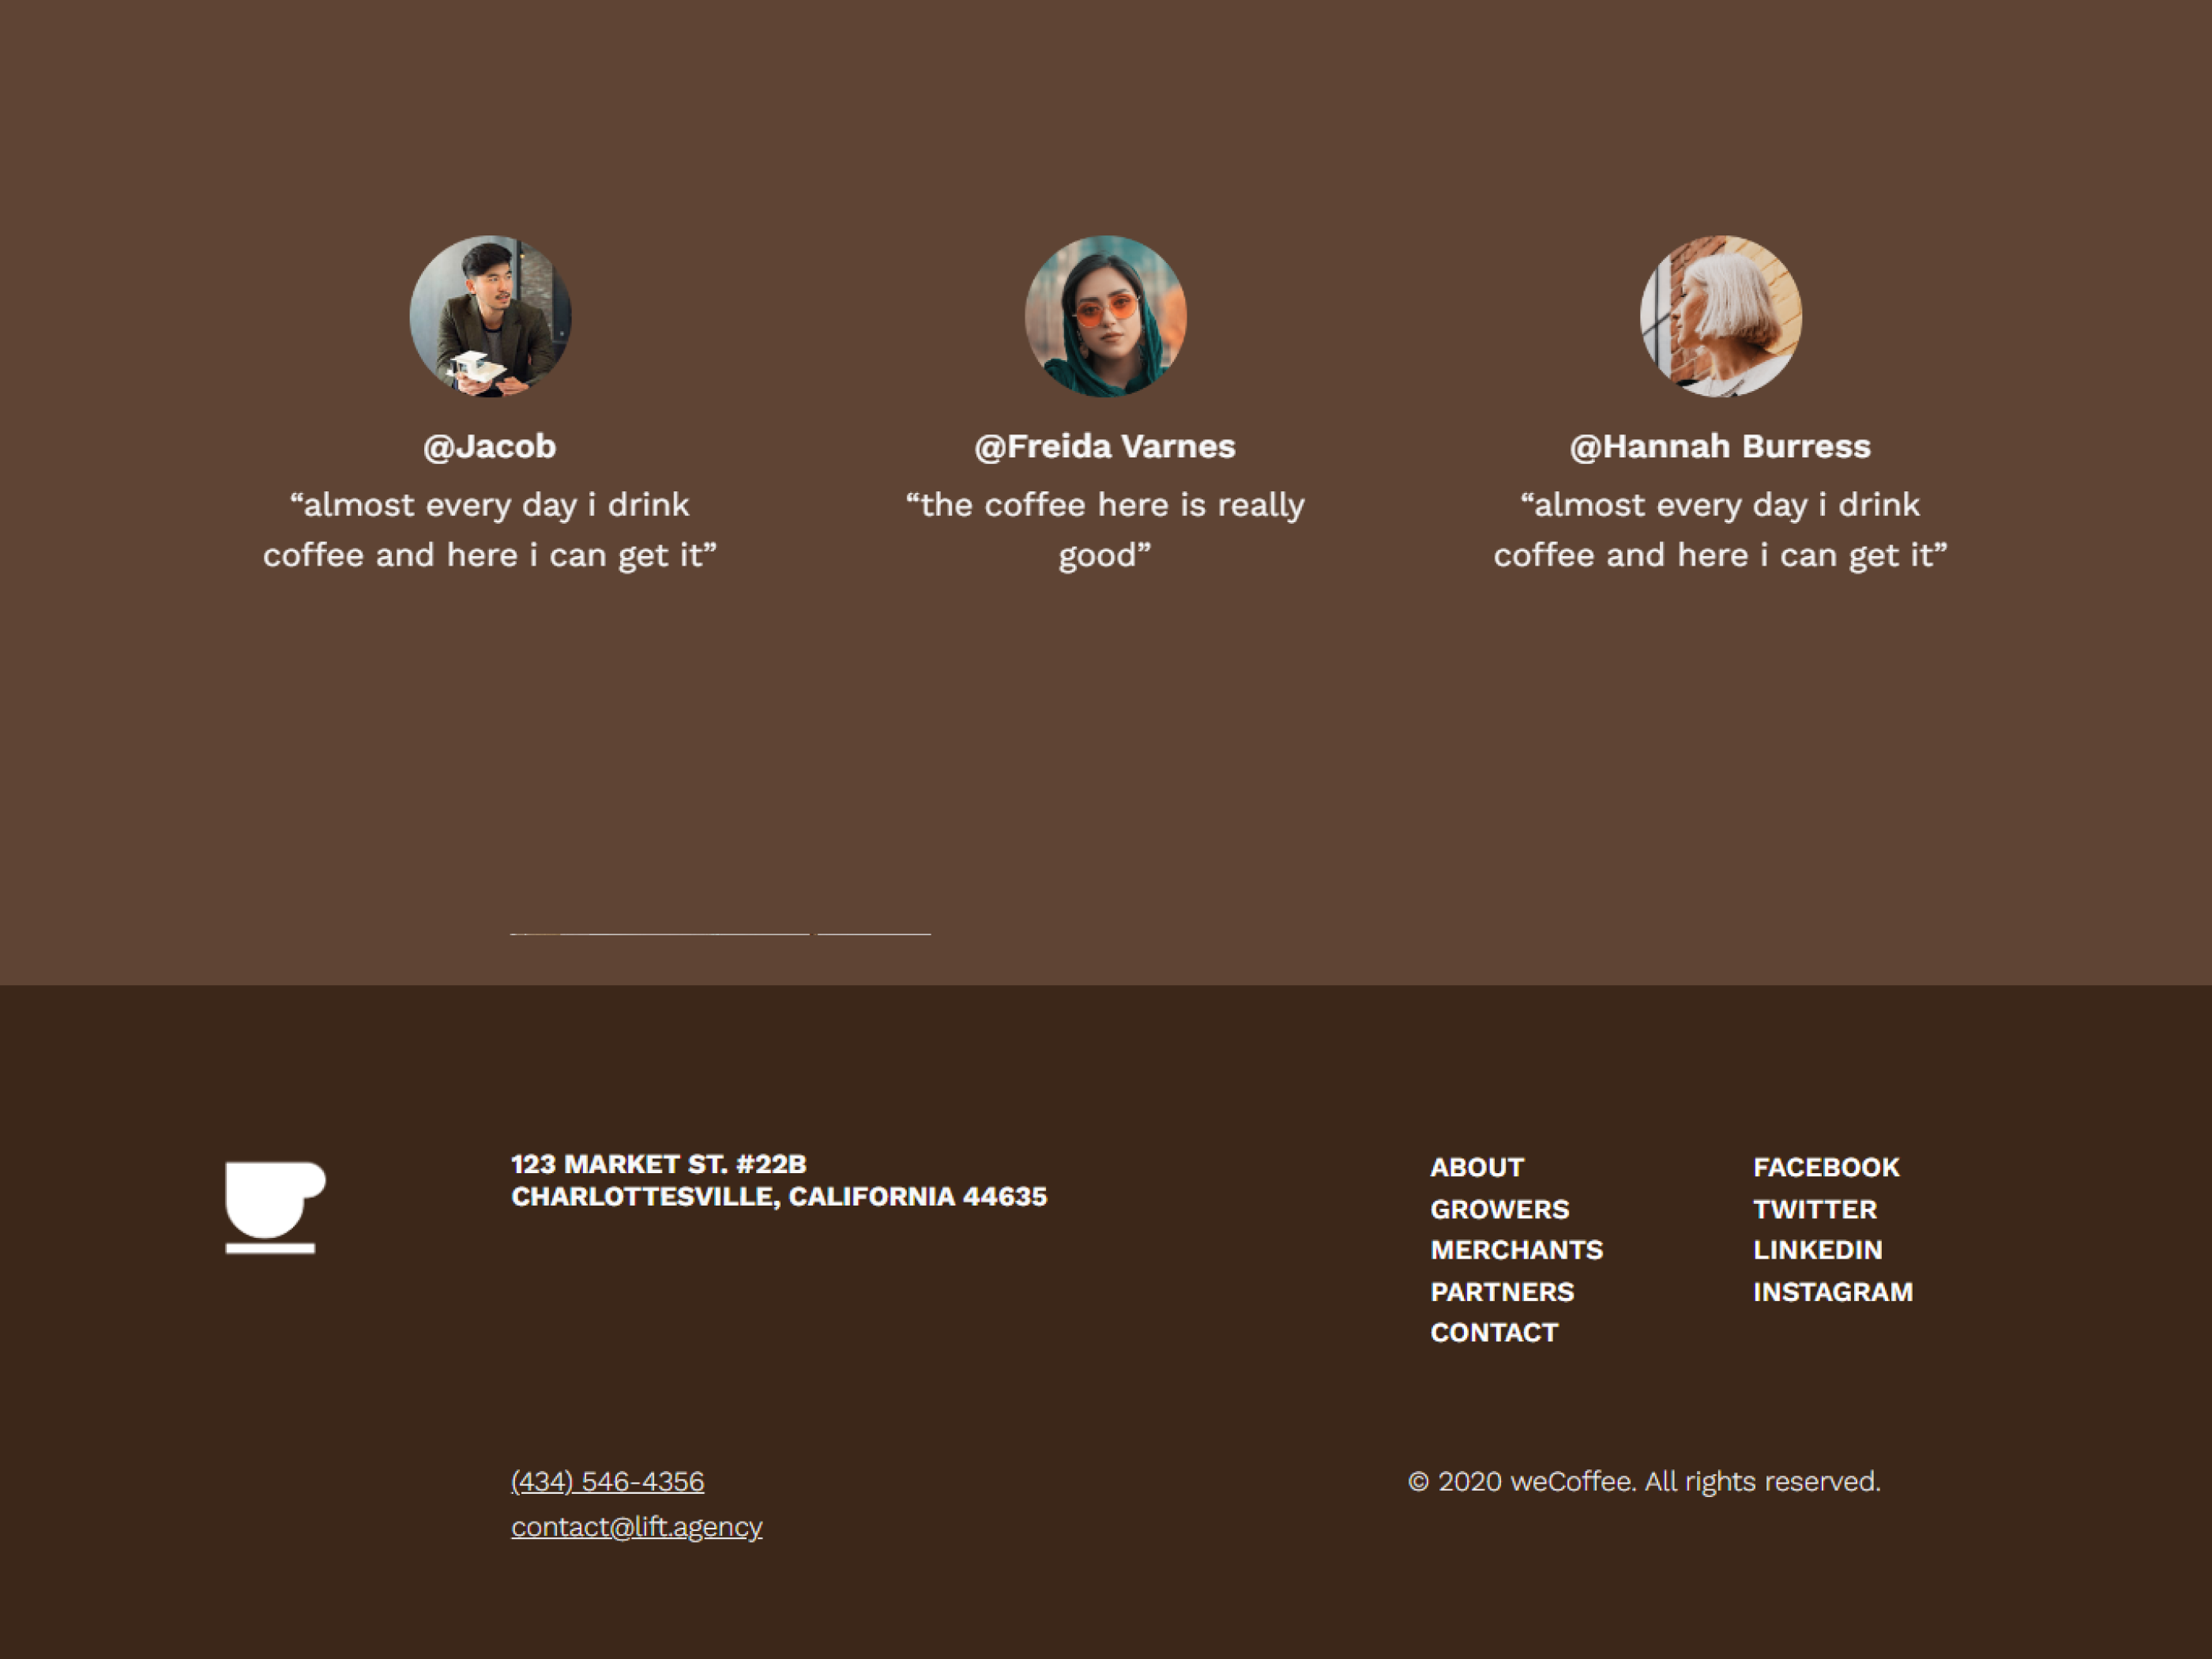 @Jacob
“almost every day i drink
coffee and here i can get it”
@Freida Varnes
“the coffee here is really
good”
@Hannah Burress
“almost every day i drink
coffee and here i can get it”
123 MARKET ST. #22B
CHARLOTTESVILLE, CALIFORNIA 44635
(434) 546-4356
contact@lift.agency
ABOUT
GROWERS
MERCHANTS
PARTNERS
CONTACT
FACEBOOK
TWITTER
LINKEDIN
INSTAGRAM
© 2020 weCoffee. All rights reserved.